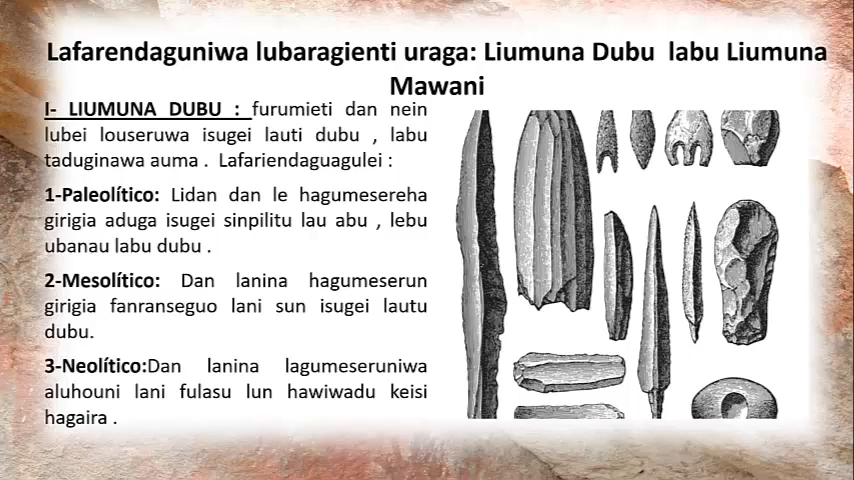 Lafarendaguniwa lubaragienti uraga: Liumuna Dubu labu Liumuna
Mawani
I- LIUMUNA DUBU : furumieti dan nein
lubei louseruwa isugei lauti dubu , labu
taduginawa auma . Lafariendaguagulei :
1-Paleolítico: Lidan dan le hagumesereha
girigia aduga isugei sinpilitu lau abu , lebu
ubanau labu dubu .
2-Mesolítico: Dan lanina hagumeserun
girigia fanranseguo lani sun isugei lautu
dubu.
3-Neolítico:Dan lanina lagumeseruniwa
aluhouni lani fulasu lun hawiwadu keisi
hagaira .